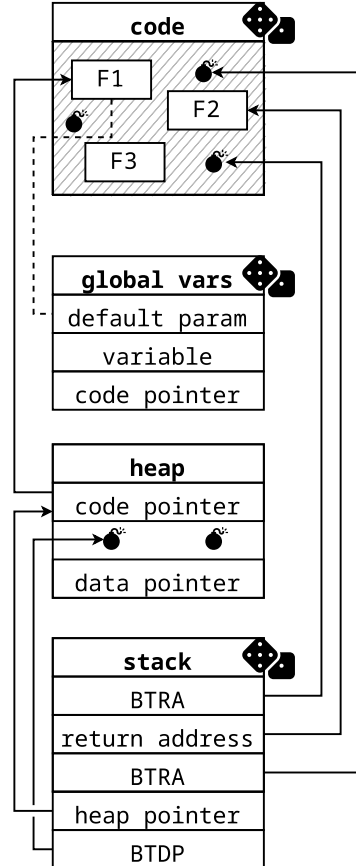 code
F1
F2
F3
global vars
default param
variable
code pointer
heap
code pointer
data pointer
stack
BTRA
return address
BTRA
heap pointer
BTDP